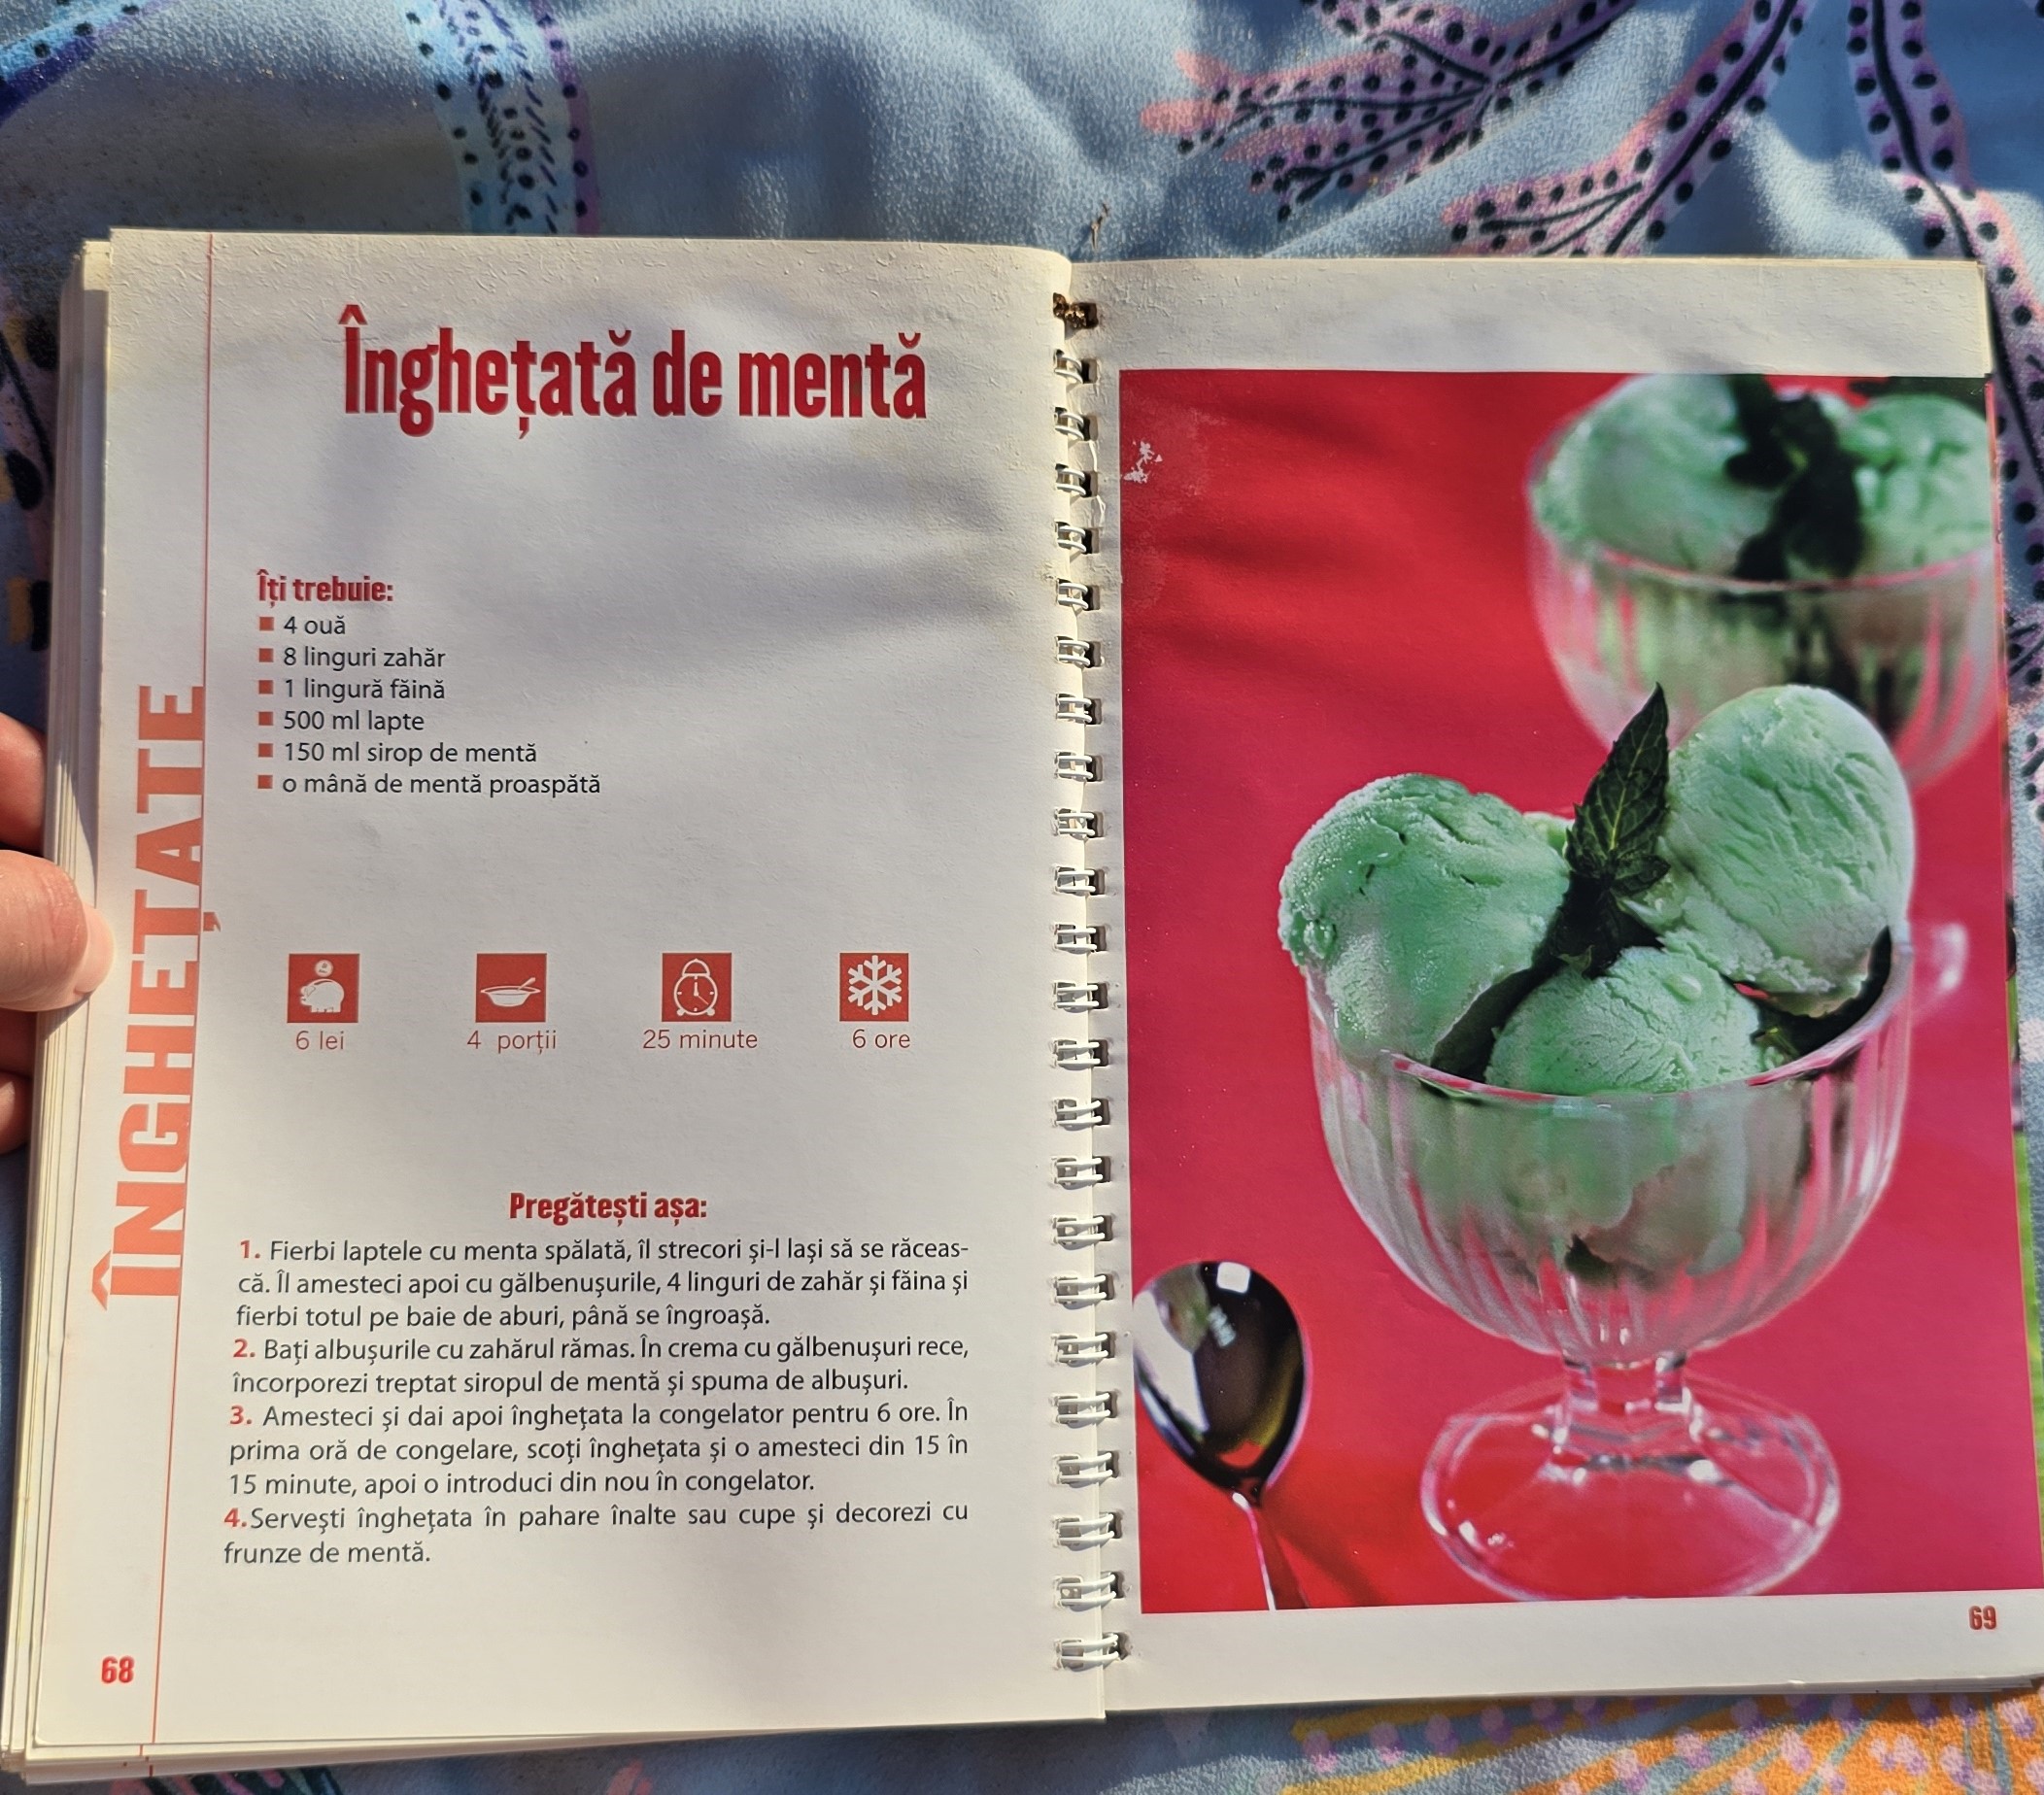 Înghețată de mentă
Îți trebuie:
4 ouă
8 linguri zahăr
1 lingură făină
500 ml lapte
150 ml sirop de mentă
o mână de mentă proaspătă
ÎNGHEȚATE
6 lei
4 porții
25 minute
6 ore
Pregătești așa:
1. Fierbi laptele cu menta spălată, îl strecori și-l lași să se răceas-
că. Îl amesteci apoi cu gălbenușurile, 4 linguri de zahăr și făina și
fierbi totul pe baie de aburi, până se îngroașă.
2. Bați albușurile cu zahărul rămas. În crema cu gălbenușuri rece,
încorporezi treptat siropul de mentă și spuma de albușuri.
3. Amesteci și dai apoi înghețata la congelator pentru 6 ore. În
prima oră de congelare, scoți înghețata și o amesteci din 15 în
15 minute, apoi o introduci din nou în congelator.
4.Servești înghețata în pahare înalte sau cupe și decorezi cu
frunze de mentă.
68
69